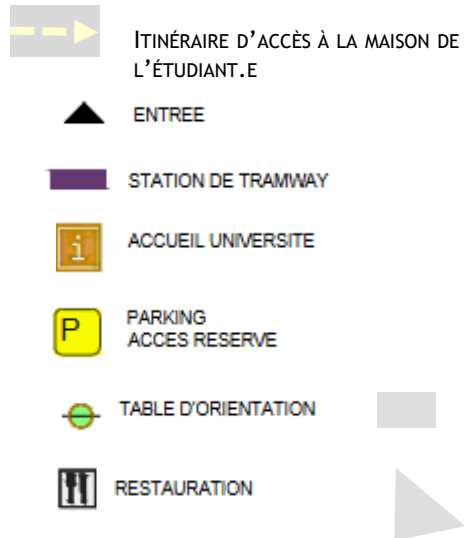 ITINÉRAIRE D'ACCÈS À LA MAISON DE
L'ÉTUDIANT.E
ENTREE
STATION DE TRAMWAY
i
ACCUEIL UNIVERSITE
P
PARKING
ACCES RESERVE
TABLE D'ORIENTATION
RESTAURATION